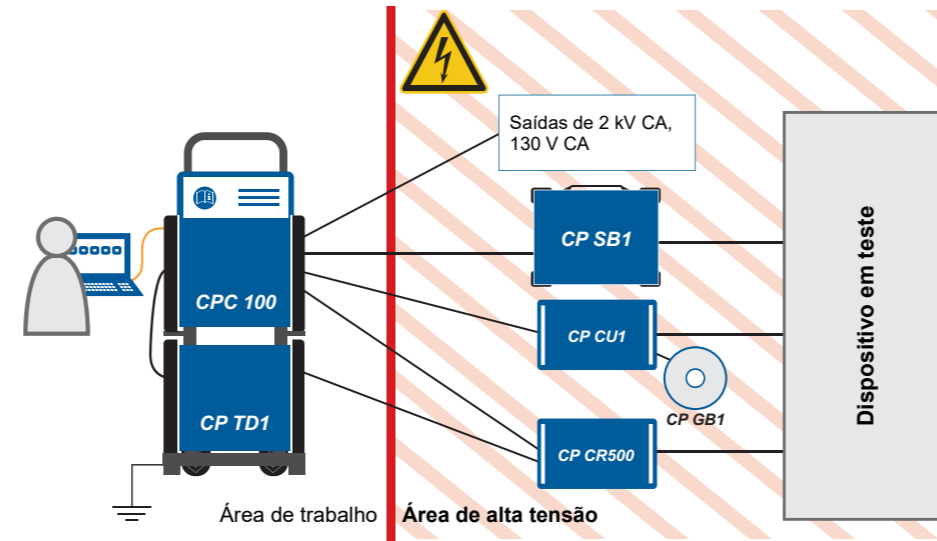 Saídas de 2 kV CA,
130 V CA
CP SB1
CPC 100
CP CU1
CP GB1
CP TD1
CP CR500
Dispositivo em teste
Área de trabalho
Área de alta tensão